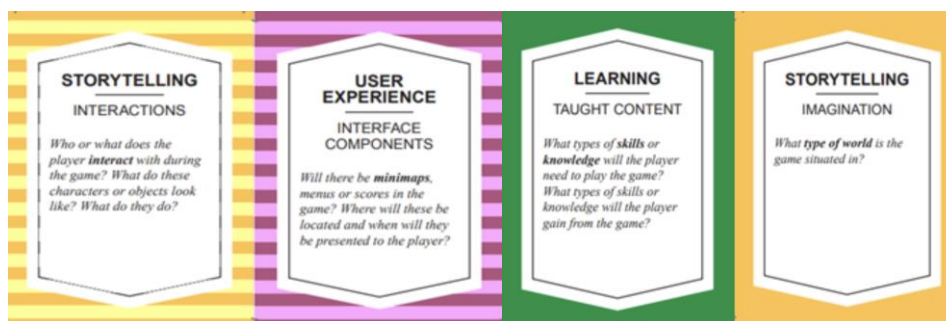 STORYTELLING
INTERACTIONS
Who or what does the
player interact with during
the game? What do these
characters or objects look
like? What do they do?
USER
EXPERIENCE
INTERFACE
COMPONENTS
Will there be minimaps,
menus or scores in the
game? Where will these be
located and when will they
be presented to the player?
LEARNING
TAUGHT CONTENT
What types of skills or
knowledge will the player
need to play the game?
What types of skills or
knowledge will the player
gain from the game?
STORYTELLING
IMAGINATION
What type of world is the
game situated in?